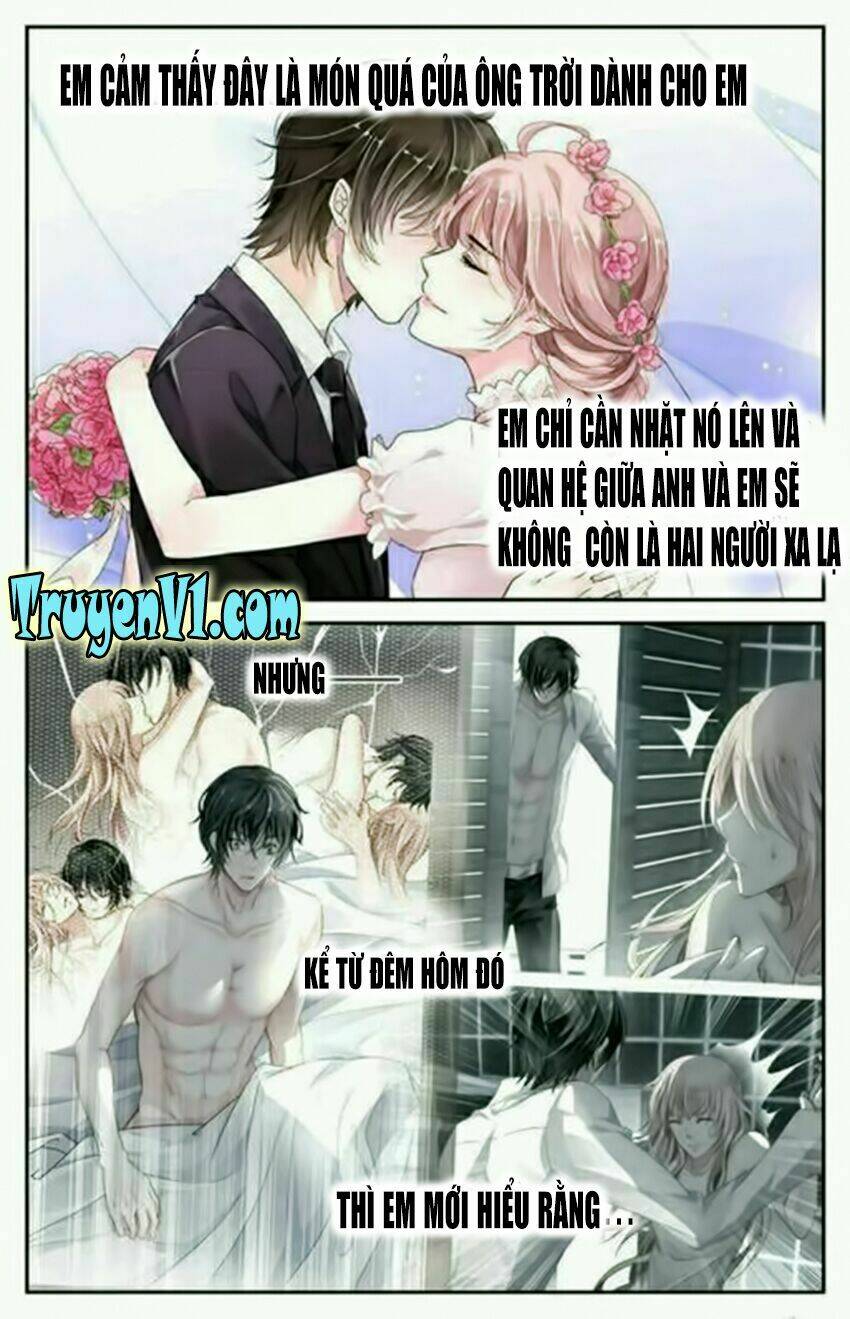 EM CẢM THẤY ĐÂY LÀ MÓN QUÁ CỦA ÔNG TRỜI DÀNH CHO EM
EM CHỈ CẦN NHẶT NÓ LÊN VÀ
QUAN HỆ GIỮA ANH VÀ EM SẼ
KHÔNG CÒN LÀ HAI NGƯỜI XA LẠ
TruyenV1.com
NHƯNG
KỂ TỪ ĐÊM HÔM ĐÓ
THÌ EM MỚI HIỂU RẰNG ...